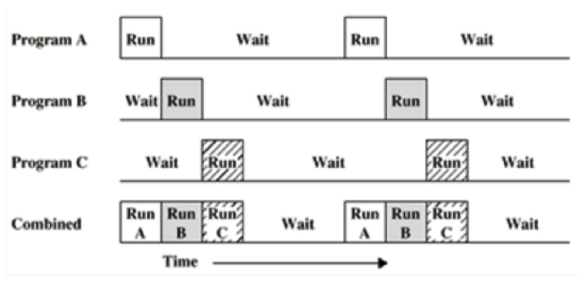 Program A Run Wait Run Wait
Program B Wait Run Wait Run Wait
Program C Wait Run Wait Run Wait
Combined Run A Run B Run C Wait Run A Run B Run C Wait
Time